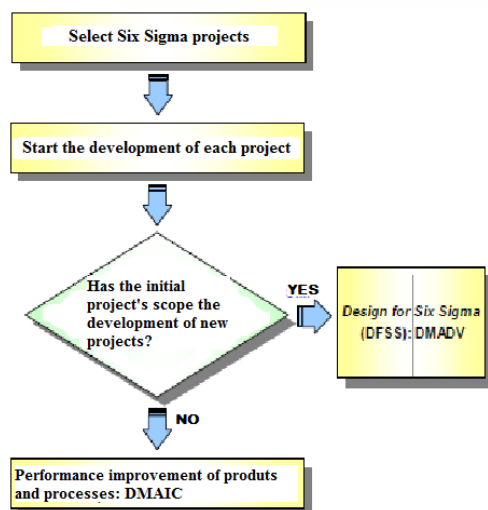 Select Six Sigma projects
Start the development of each project
Has the initial
project's scope the
development of new
projects?
YES
Design for Six Sigma
(DFSS): DMADV
NO
Performance improvement of produts
and processes: DMAIC